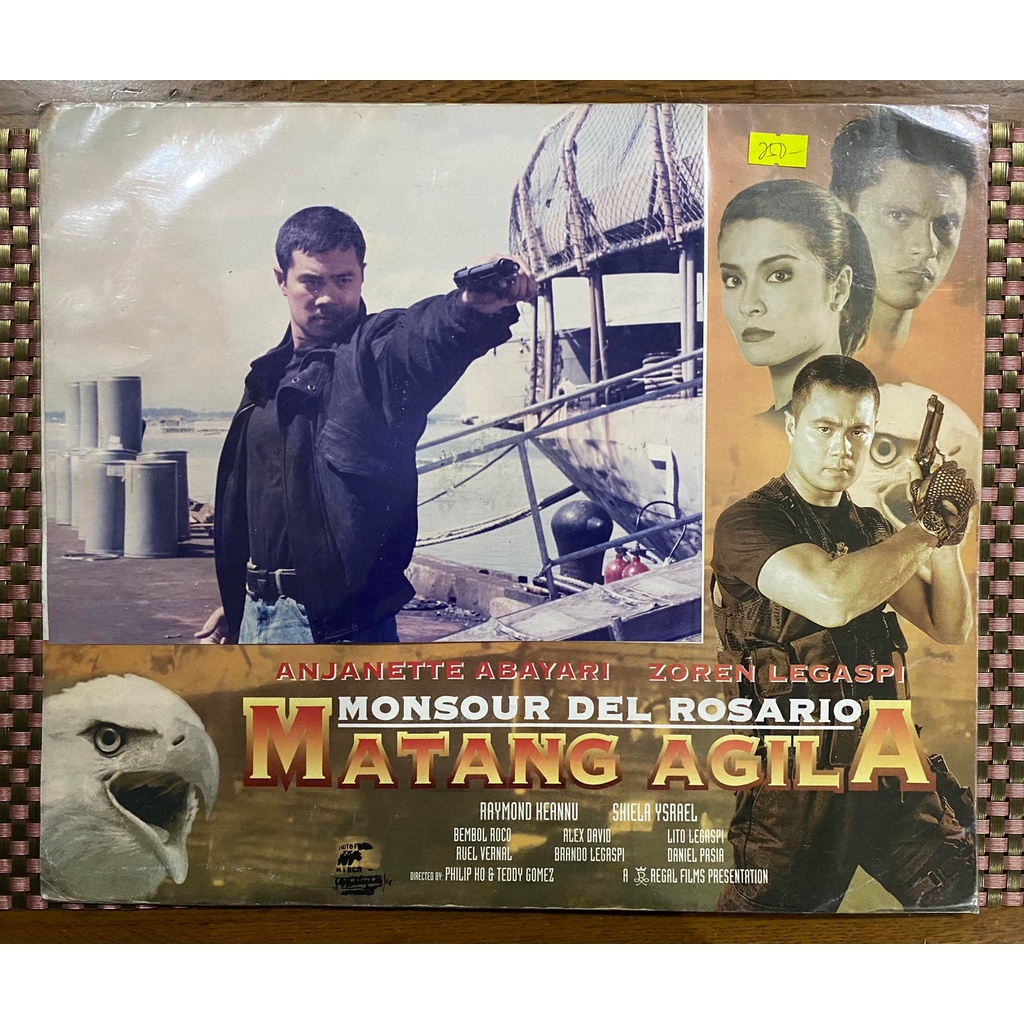 250-
ANJANETTE ABAYARI ZOREN LEGASPI
MONSOUR DEL ROSARIO
MATANG AGILA
RAYMOND KEANNU SHIELA YSRAEL
BEMBOL ROCO ALEX DAVID LITO LEGASPI
RUEL VERNAL BRANDO LEGASPI DANIEL PASIA
DIRECTED BY: PHILIP KO & TEDDY GOMEZ A REGAL FILMS PRESENTATION